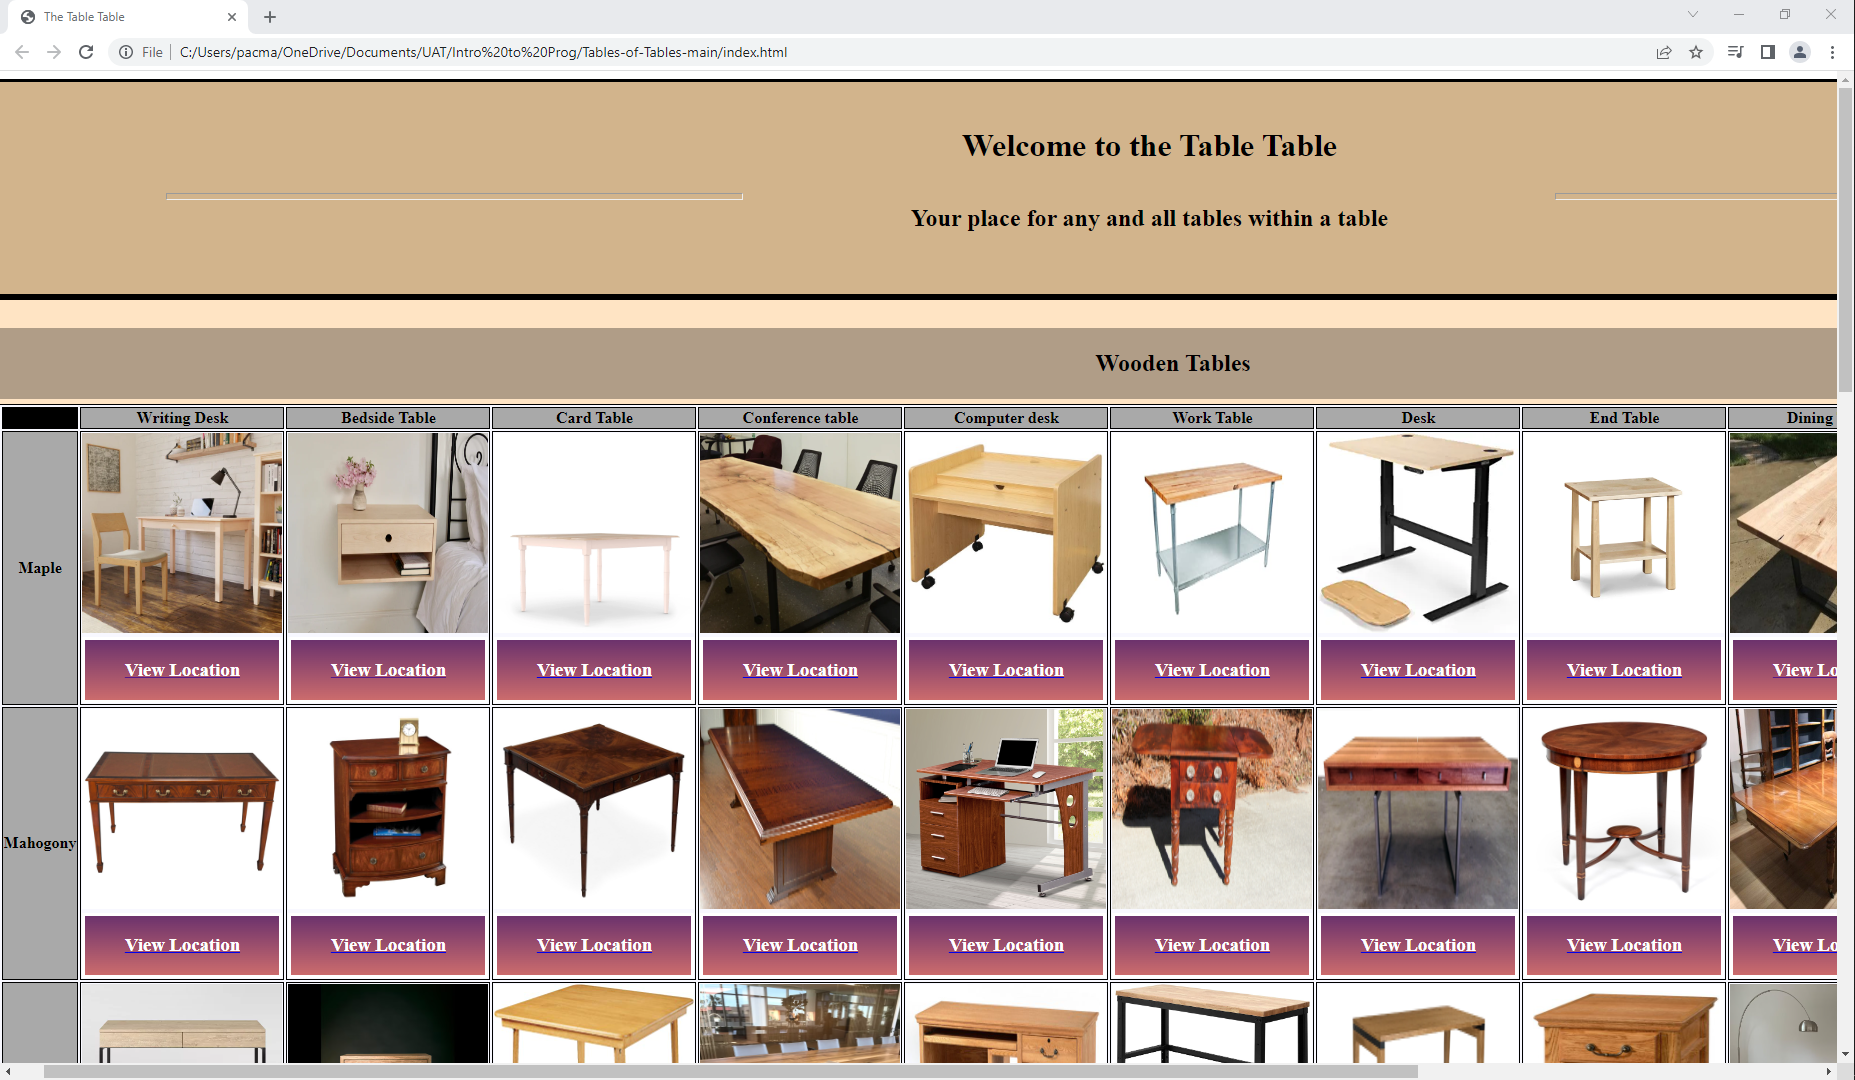 The Table Table
File C:/Users/pacma/OneDrive/Documents/UAT/Intro%20to%20Prog/Tables-of-Tables-main/index.html
Welcome to the Table Table
Your place for any and all tables within a table
Wooden Tables
Writing Desk Bedside Table Card Table Conference table Computer desk Work Table Desk End Table Dining
Maple
View Location View Location View Location View Location View Location View Location View Location View Location View Lo
Mahogony
View Location View Location View Location View Location View Location View Location View Location View Location View Lo